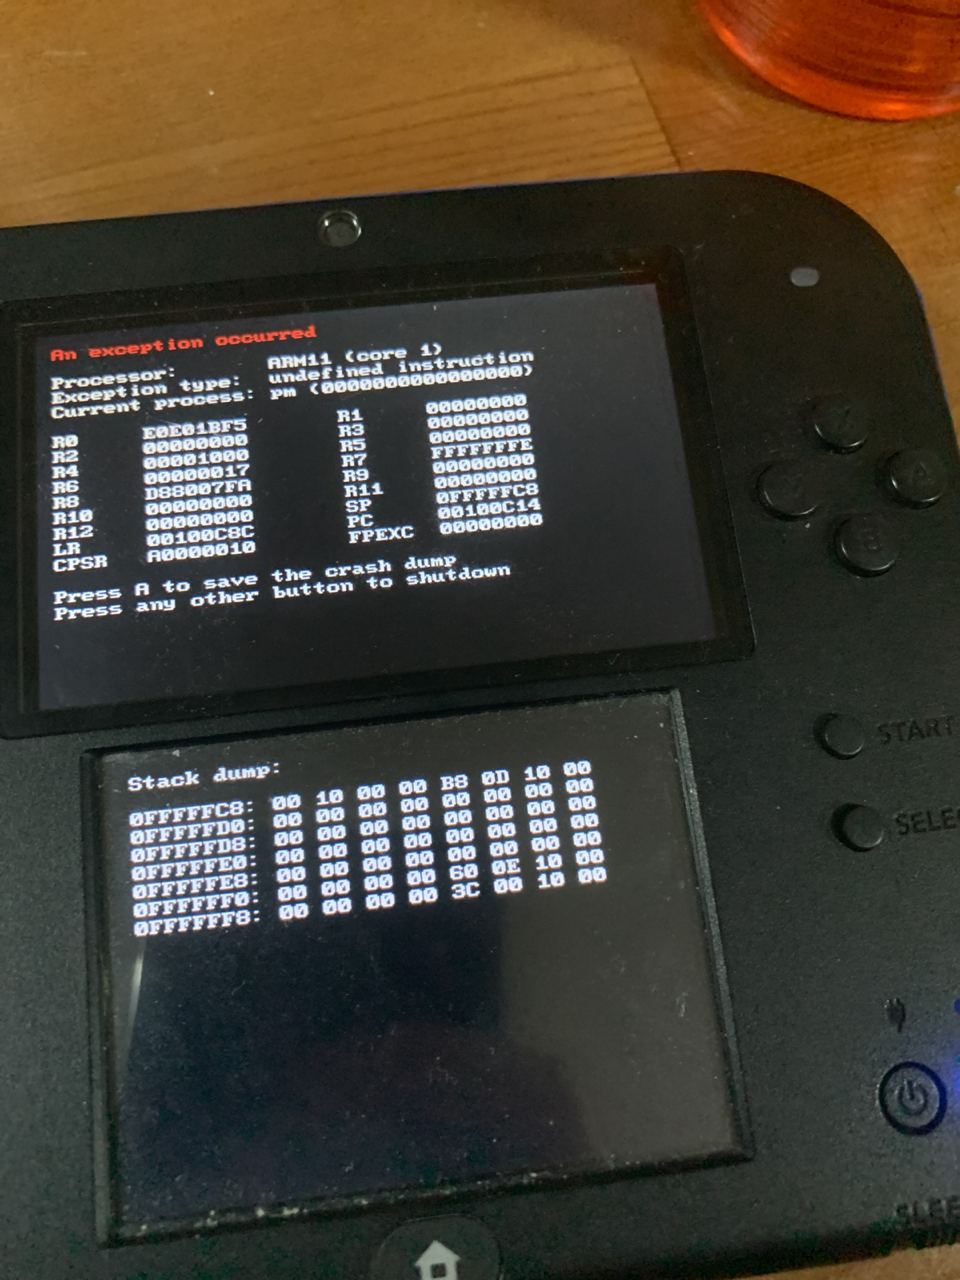 An exception occurred
Processor: ARM11 (core 1)
Exception type: undefined instruction
Current process: pm (0000000000000000)
R0 E0E01BF5 R1 00000000
R2 00000000 R3 00000000
R4 00001000 R5 00000000
R6 00000017 R7 FFFFFFFE
R8 D88007FA R9 00000000
R10 00000000 R11 00000000
R12 00000000 SP 0FFFFFC8
LR 00100C8C PC 00100C14
CPSR A0000010 FPEXC 00000000
Press A to save the crash dump
Press any other button to shutdown
Stack dump:
0FFFFFC8: 00 10 00 00 B8 0D 10 00
0FFFFFD0: 00 00 00 00 00 00 00 00
0FFFFFD8: 00 00 00 00 00 00 00 00
0FFFFFE0: 00 00 00 00 00 00 00 00
0FFFFFE8: 00 00 00 00 00 00 00 00
0FFFFFF0: 00 00 00 00 60 0E 10 00
0FFFFFF8: 00 00 00 00 3C 00 10 00
START